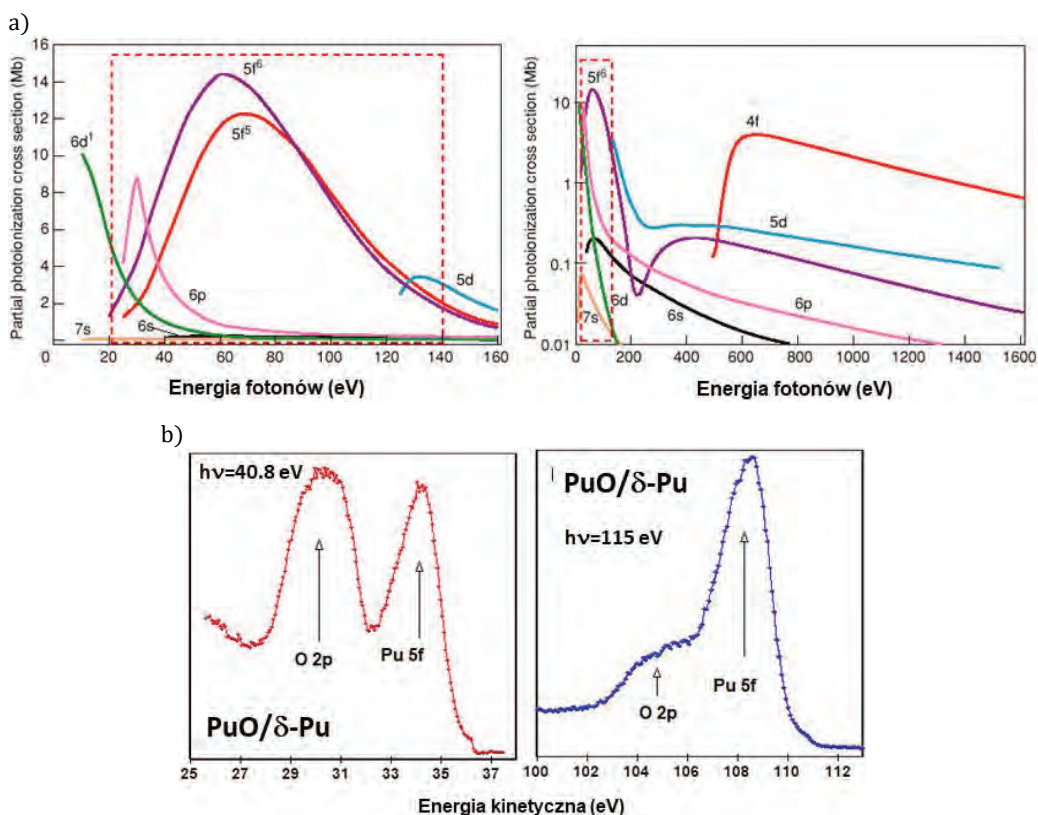 a)
Partial photoionization cross section (Mb)
16
14
12
10
8
6
4
2
0 20 40 60 80 100 120 140 160
5f⁶
5f⁵
6d¹
6p
5d
7s
6s
Energia fotonów (eV)
Partial photoionization cross section (Mb)
10
1
0.1
0.01
0 200 400 600 800 1000 1200 1400 1600
5f⁶
4f
5d
6p
6d
6s
7s
Energia fotonów (eV)
b)
hν=40.8 eV
O 2p
Pu 5f
PuO/δ-Pu
25 27 29 31 33 35 37
PuO/δ-Pu
hν=115 eV
Pu 5f
O 2p
100 102 104 106 108 110 112
Energia kinetyczna (eV)